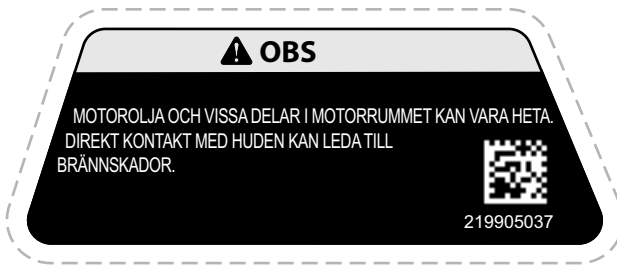 OBS
MOTOROLJA OCH VISSA DELAR I MOTORRUMMET KAN VARA HETA.
DIREKT KONTAKT MED HUDEN KAN LEDA TILL
BRÄNNSKADOR.
219905037